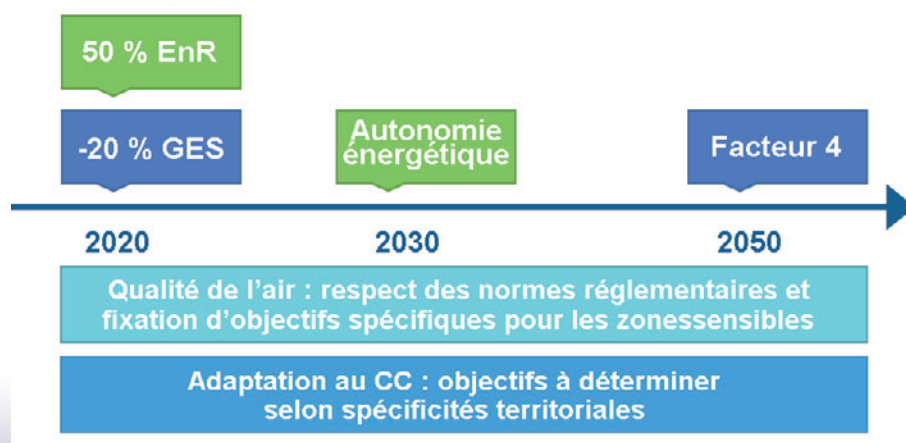 50 % EnR
-20 % GES
Autonomie
énergétique
Facteur 4
2020
2030
2050
Qualité de l'air : respect des normes réglementaires et
fixation d'objectifs spécifiques pour les zonessensibles
Adaptation au CC : objectifs à déterminer
selon spécificités territoriales